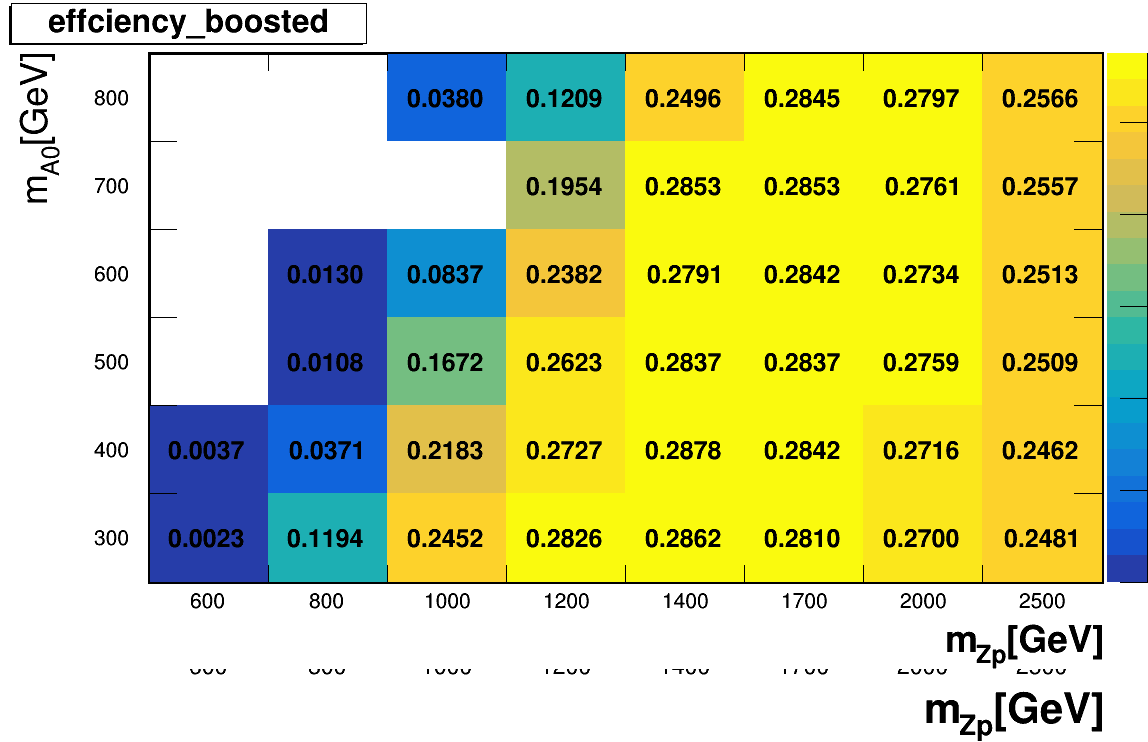 effciency_boosted
m_A0[GeV]
800 0.0380 0.1209 0.2496 0.2845 0.2797 0.2566
700 0.1954 0.2853 0.2853 0.2761 0.2557
600 0.0130 0.0837 0.2382 0.2791 0.2842 0.2734 0.2513
500 0.0108 0.1672 0.2623 0.2837 0.2837 0.2759 0.2509
400 0.0037 0.0371 0.2183 0.2727 0.2878 0.2842 0.2716 0.2462
300 0.0023 0.1194 0.2452 0.2826 0.2862 0.2810 0.2700 0.2481
600 800 1000 1200 1400 1700 2000 2500
m_Zp[GeV]
m_Zp[GeV]